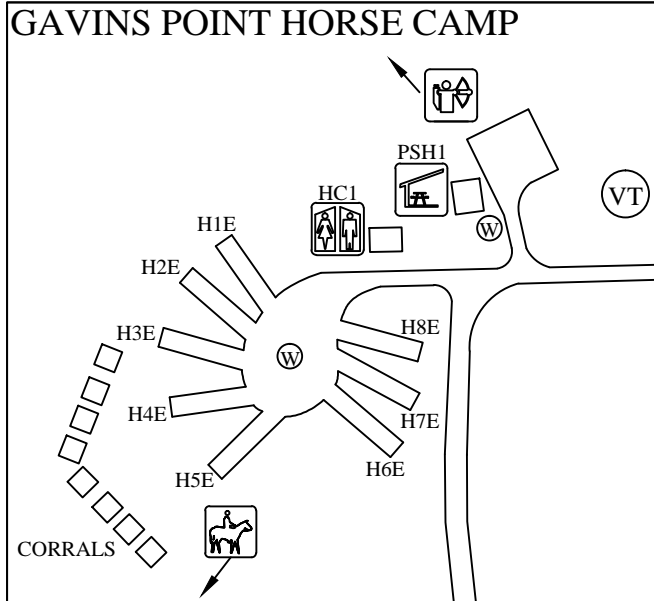 GAVINS POINT HORSE CAMP
PSH1
HC1
VT
H1E
W
H2E
H3E
H8E
W
H4E
H7E
H5E
H6E
CORRALS